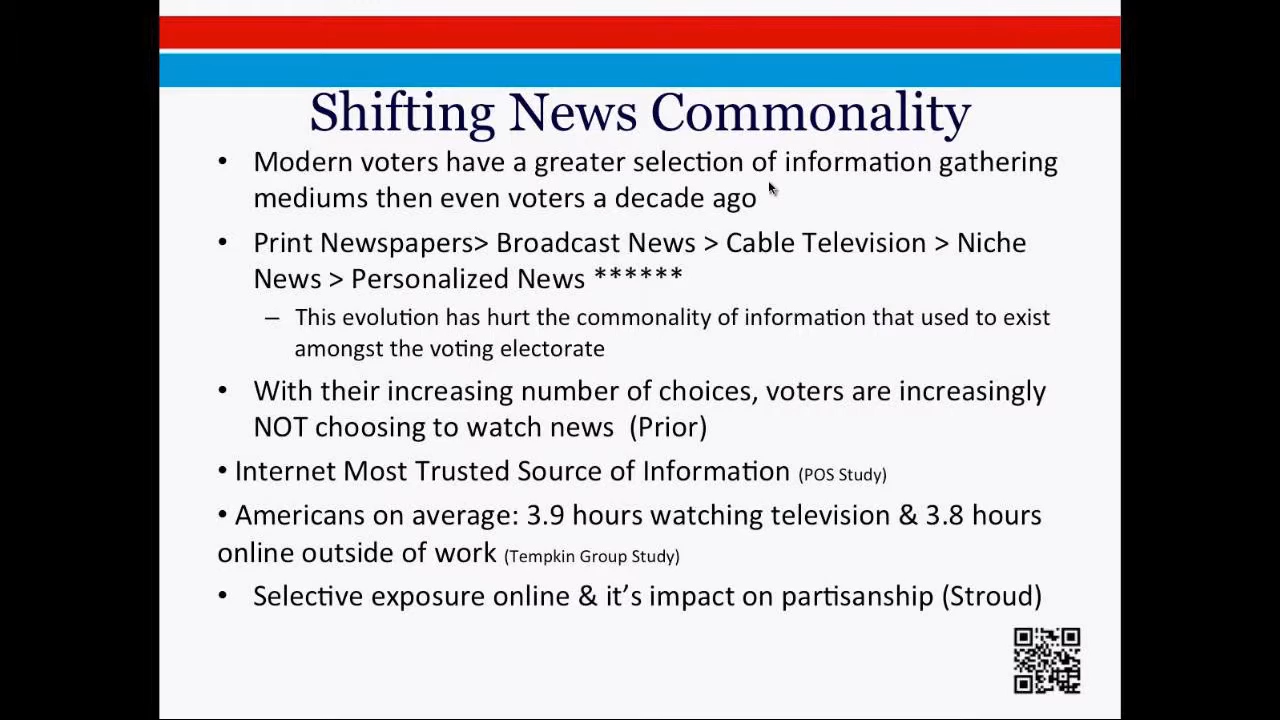 Shifting News Commonality
• Modern voters have a greater selection of information gathering
mediums then even voters a decade ago
• Print Newspapers> Broadcast News > Cable Television > Niche
News > Personalized News ******
– This evolution has hurt the commonality of information that used to exist
amongst the voting electorate
• With their increasing number of choices, voters are increasingly
NOT choosing to watch news (Prior)
• Internet Most Trusted Source of Information (POS Study)
• Americans on average: 3.9 hours watching television & 3.8 hours
online outside of work (Tempkin Group Study)
• Selective exposure online & it's impact on partisanship (Stroud)